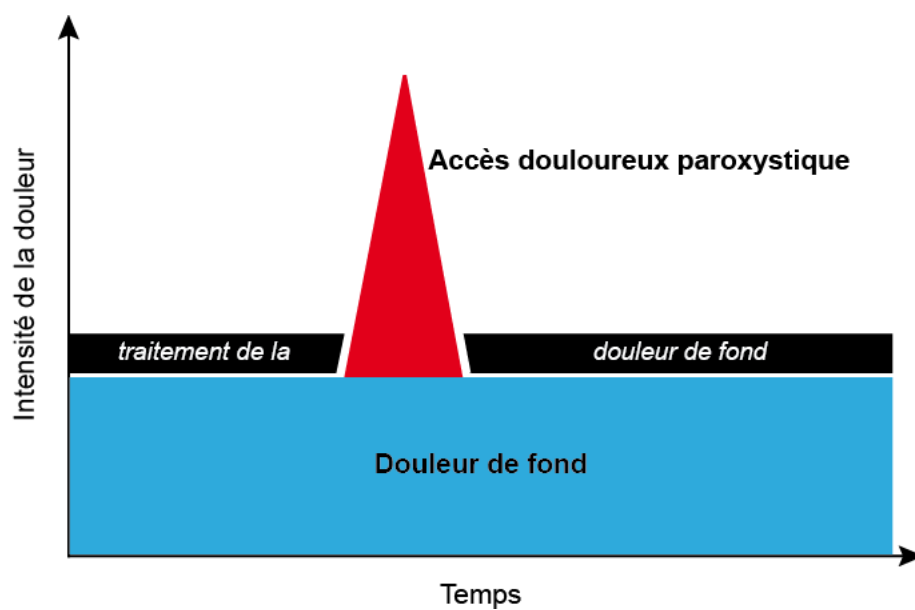 Intensité de la douleur
Accès douloureux paroxystique
traitement de la
douleur de fond
Douleur de fond
Temps